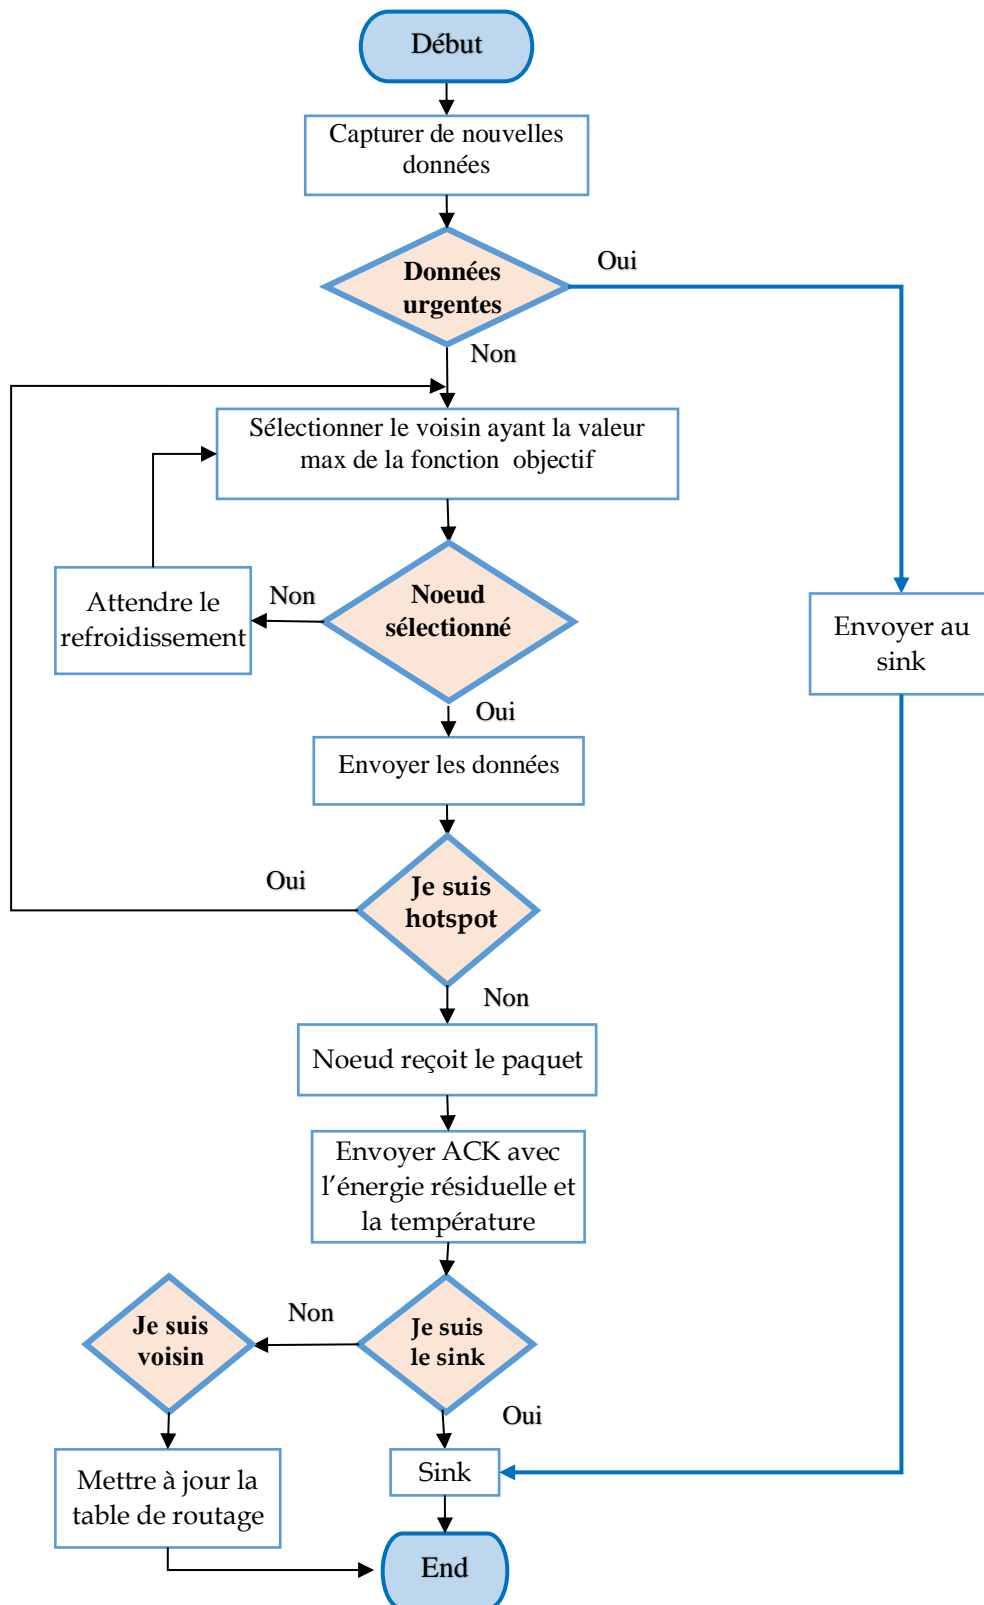 Début
Capturer de nouvelles
données
Données
urgentes
Oui
Non
Sélectionner le voisin ayant la valeur
max de la fonction objectif
Attendre le
refroidissement
Non
Noeud
sélectionné
Envoyer au
sink
Oui
Envoyer les données
Oui
Je suis
hotspot
Non
Noeud reçoit le paquet
Envoyer ACK avec
l’énergie résiduelle et
la température
Je suis
voisin
Non
Je suis
le sink
Oui
Mettre à jour la
table de routage
Sink
End